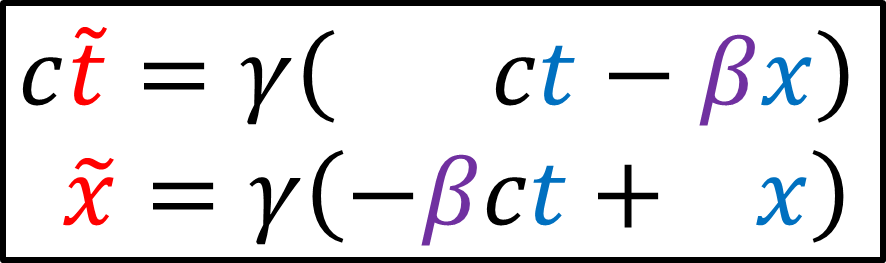 ct̃ = γ( ct − βx)
x̃ = γ(−βct + x)